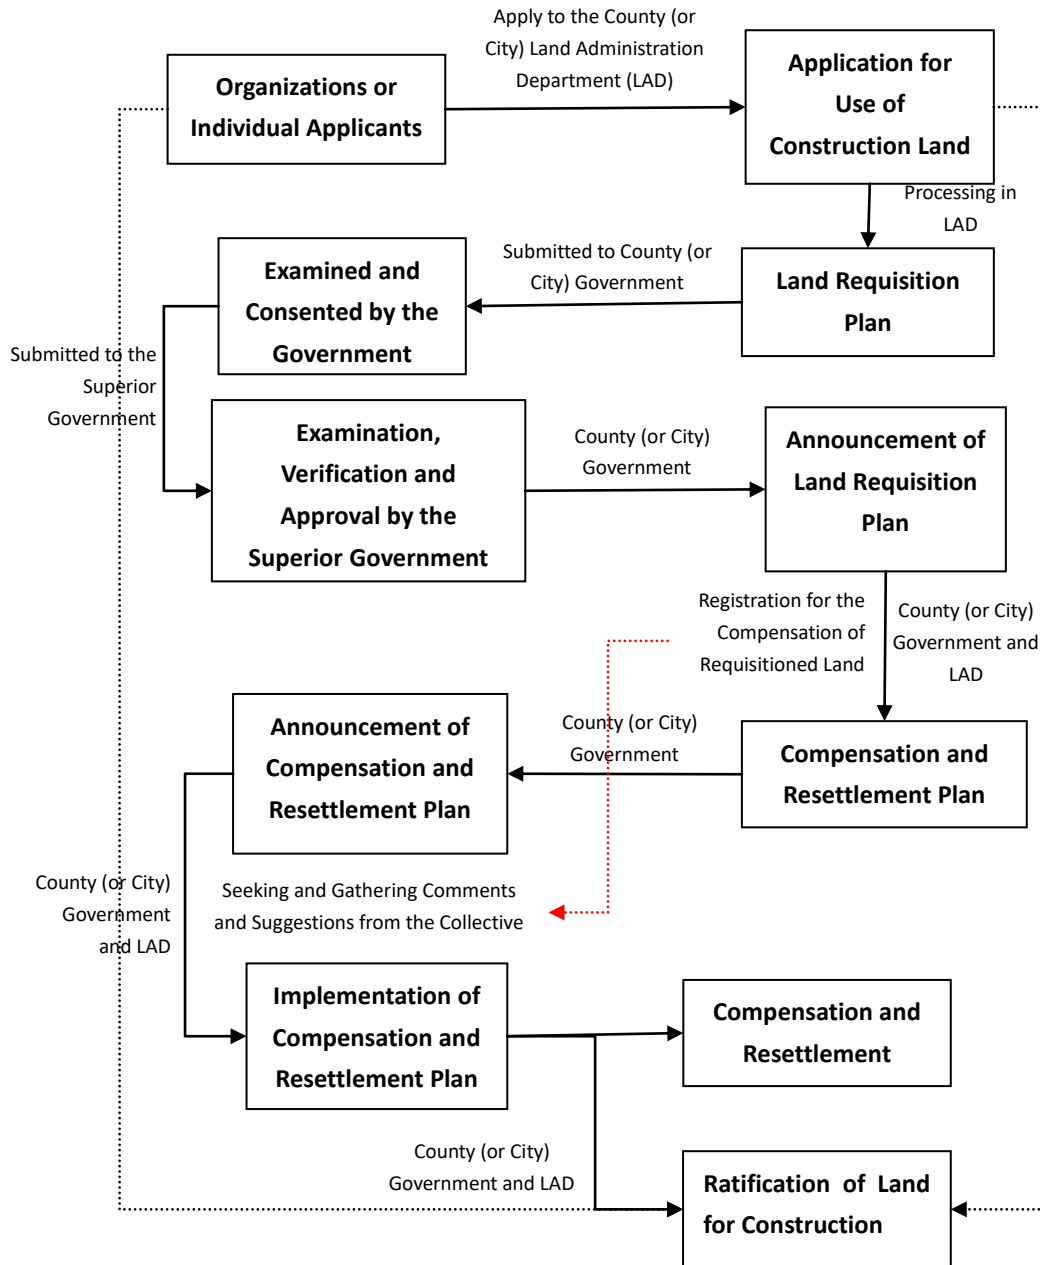 Apply to the County (or
City) Land Administration
Department (LAD)
Organizations or
Individual Applicants
Application for
Use of
Construction Land
Processing in
LAD
Submitted to County (or
City) Government
Examined and
Consented by the
Government
Land Requisition
Plan
Submitted to the
Superior
Government
Examination,
Verification and
Approval by the
Superior Government
County (or City)
Government
Announcement of
Land Requisition
Plan
Registration for the
Compensation of
Requisitioned Land
County (or City)
Government and
LAD
Announcement of
Compensation and
Resettlement Plan
County (or City)
Government
Compensation and
Resettlement Plan
County (or City)
Government
and LAD
Seeking and Gathering Comments
and Suggestions from the Collective
Implementation of
Compensation and
Resettlement Plan
Compensation and
Resettlement
County (or City)
Government and LAD
Ratification of Land
for Construction